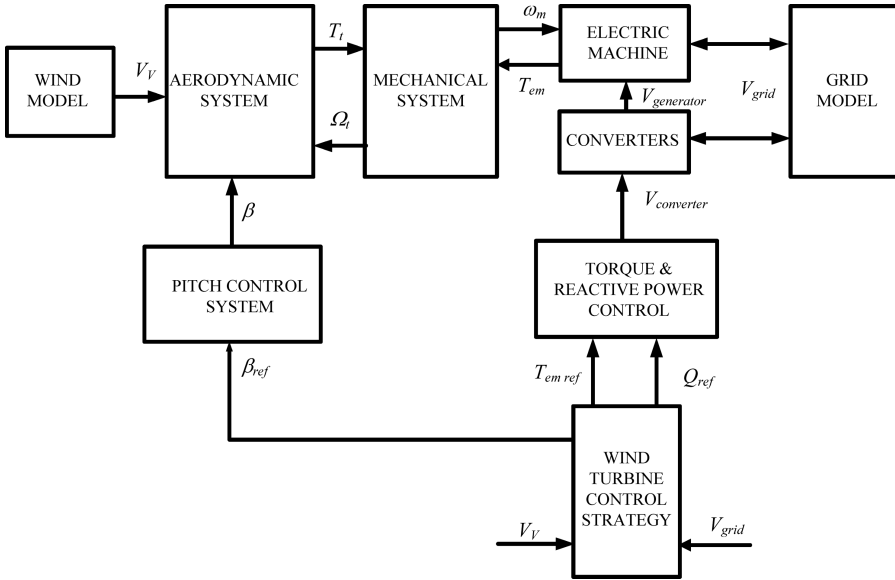 T_t
ω_m
ELECTRIC
MACHINE
WIND
MODEL
V_V
AERODYNAMIC
SYSTEM
MECHANICAL
SYSTEM
T_em
V_generator
V_grid
GRID
MODEL
Ω_t
CONVERTERS
β
V_converter
PITCH CONTROL
SYSTEM
TORQUE &
REACTIVE POWER
CONTROL
β_ref
T_em ref
Q_ref
WIND
TURBINE
CONTROL
STRATEGY
V_V
V_grid